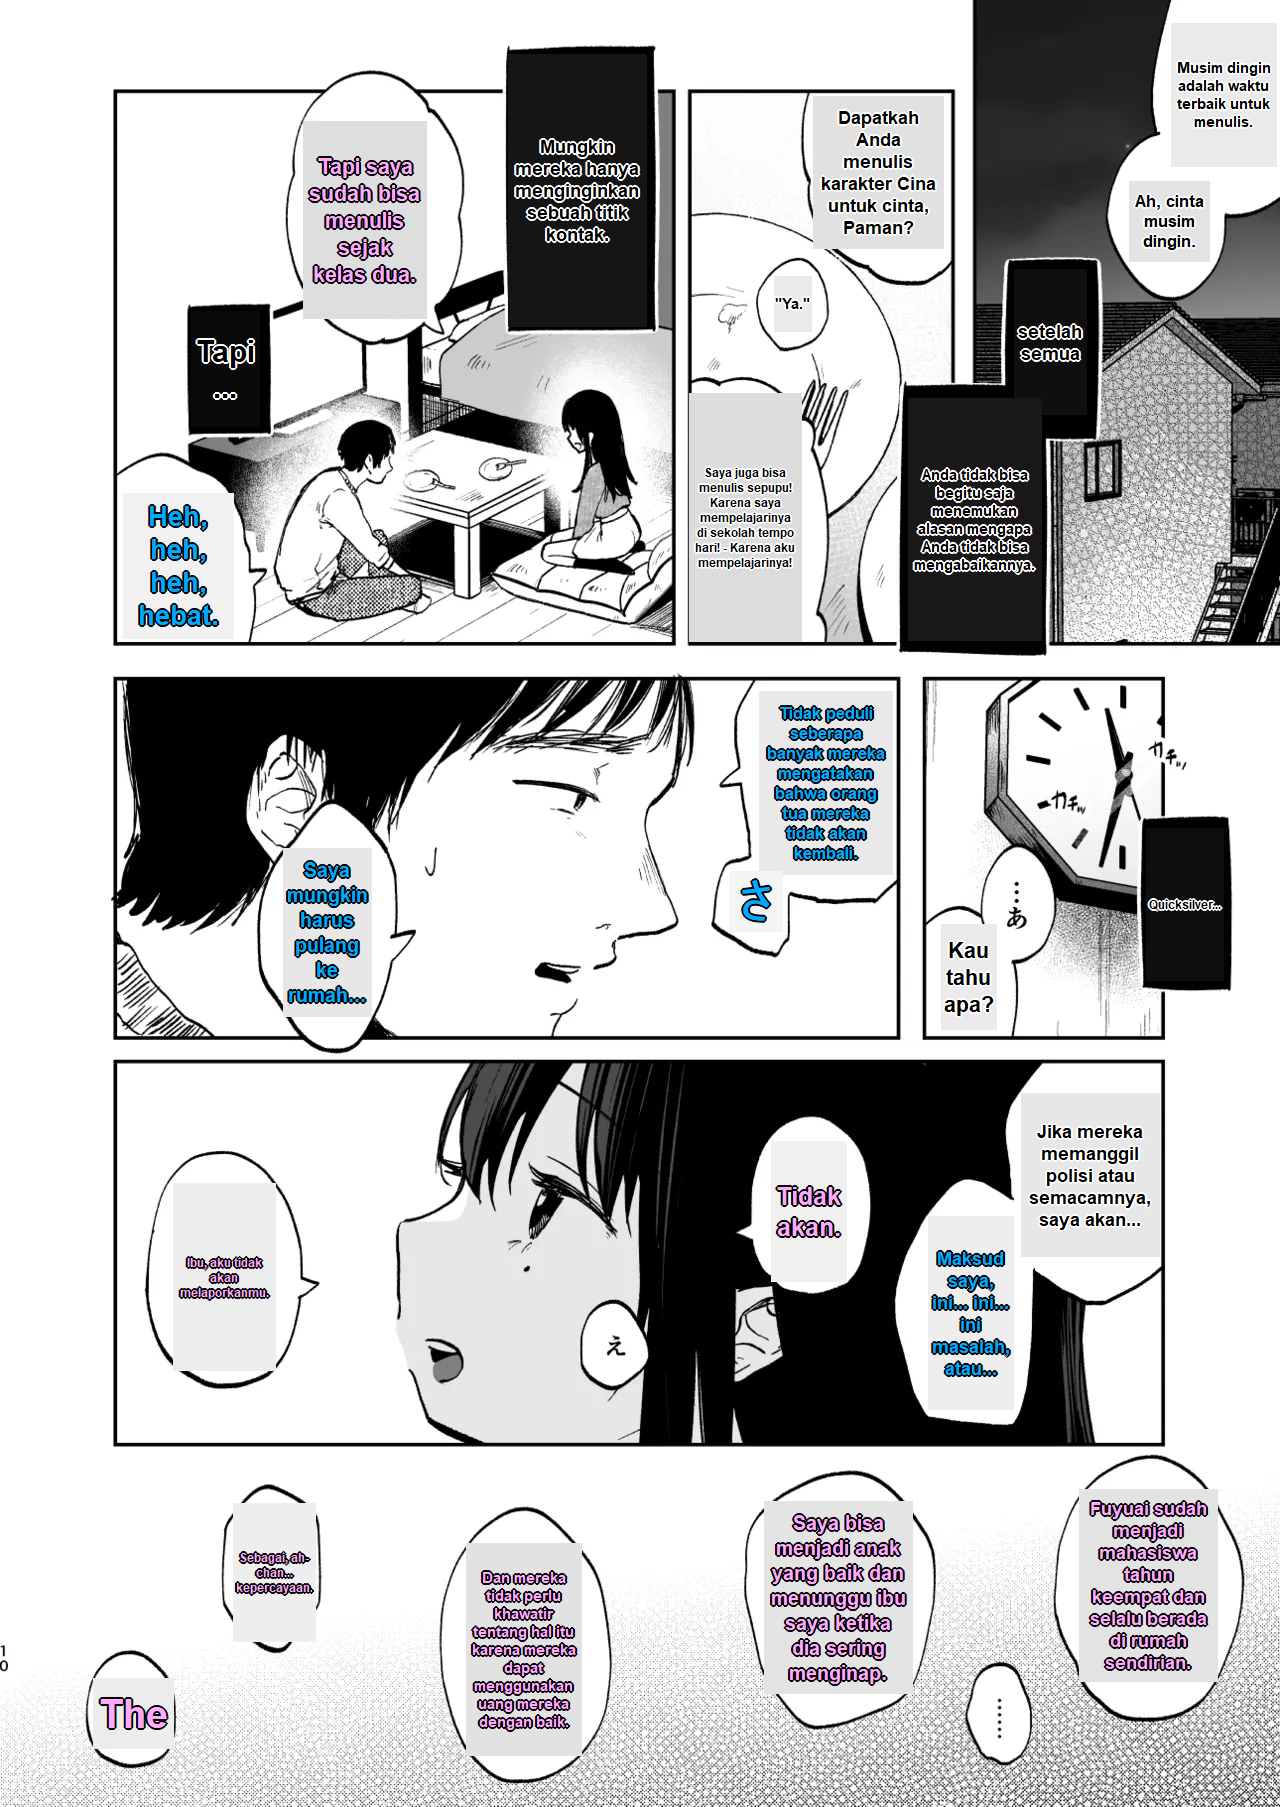 Musim dingin
adalah waktu
terbaik untuk
menulis.
Ah, cinta
musim
dingin.
setelah
semua
Anda tidak bisa
begitu saja
menemukan
alasan mengapa
Anda tidak bisa
mengabaikannya.
Dapatkah
Anda
menulis
karakter Cina
untuk cinta,
Paman?
"Ya."
Saya juga bisa
menulis sepupu!
Karena saya
mempelajarinya
di sekolah tempo
hari! - Karena aku
mempelajarinya!
Mungkin
mereka hanya
menginginkan
sebuah titik
kontak.
Tapi saya
sudah bisa
menulis
sejak
kelas dua.
Tapi
...
Heh,
heh,
heh,
hebat.
カチッ
カチッ
Quicksilver...
…あ
Kau
tahu
apa?
Tidak peduli
seberapa
banyak mereka
mengatakan
bahwa orang
tua mereka
tidak akan
kembali.
さ
Saya
mungkin
harus
pulang
ke
rumah...
Jika mereka
memanggil
polisi atau
semacamnya,
saya akan...
Maksud
saya,
ini... ini...
ini
masalah,
atau...
Tidak
akan.
え
Ibu, aku tidak
akan
melaporkanmu.
Fuyuai sudah
menjadi
mahasiswa
tahun
keempat dan
selalu berada
di rumah
sendirian.
……
Saya bisa
menjadi anak
yang baik dan
menunggu ibu
saya ketika
dia sering
menginap.
Dan mereka
tidak perlu
khawatir
tentang hal itu
karena mereka
dapat
menggunakan
uang mereka
dengan baik.
Sebagai, ah-
chan...
kepercayaan.
The
10